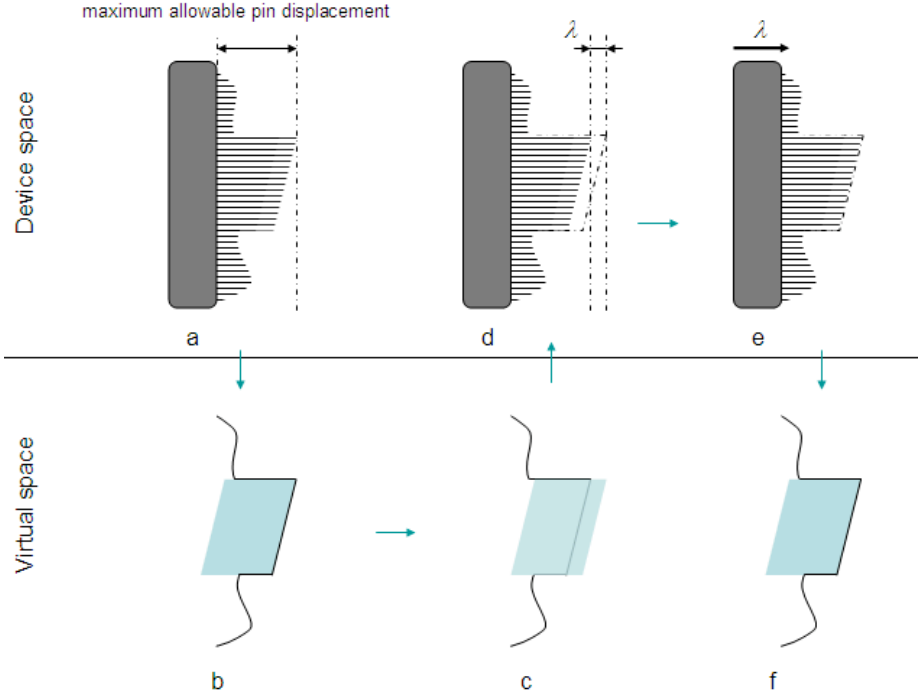 maximum allowable pin displacement
λ
λ
Device space
a
d
e
Virtual space
b
c
f